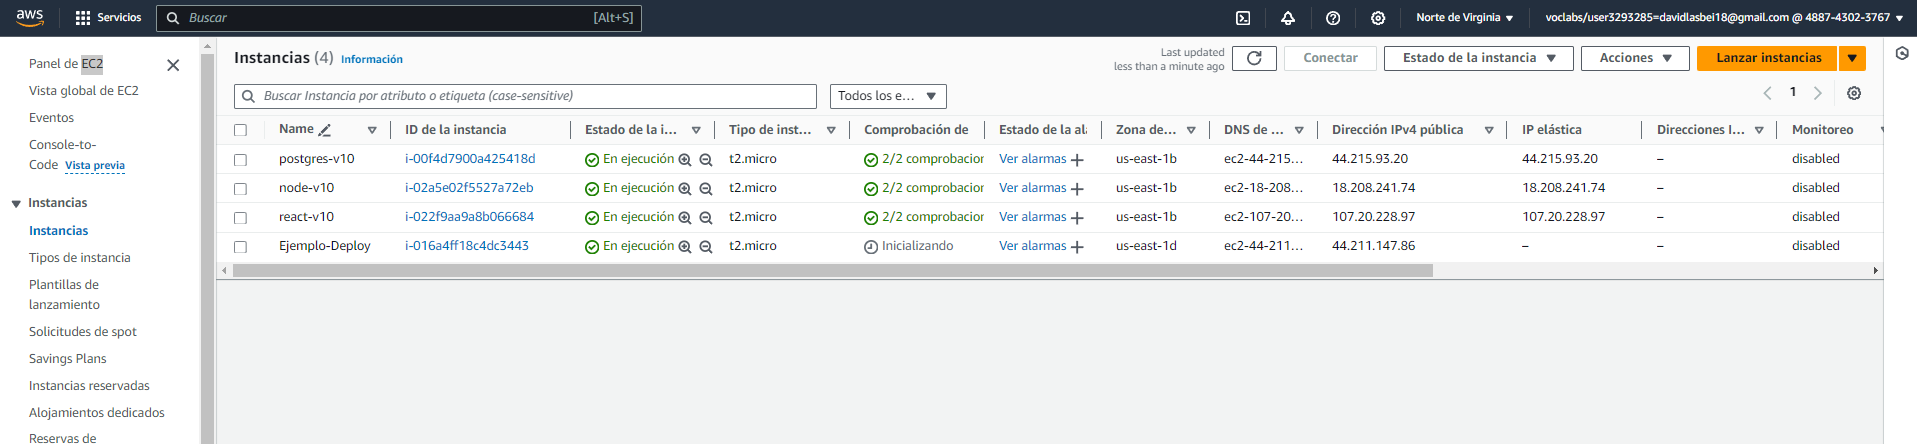 aws Servicios Buscar [Alt+S] Norte de Virginia voclabs/user3293285=davidlasbei18@gmail.com @ 4887-4302-3767
Panel de EC2
Vista global de EC2
Eventos
Console-to-
Code Vista previa
Instancias
Instancias
Tipos de instancia
Plantillas de
lanzamiento
Solicitudes de spot
Savings Plans
Instancias reservadas
Alojamientos dedicados
Reservas de
Instancias (4) Información
Last updated
less than a minute ago
Conectar Estado de la instancia Acciones Lanzar instancias
Buscar Instancia por atributo o etiqueta (case-sensitive) Todos los e... 1
Name ID de la instancia Estado de la i... Tipo de inst... Comprobación de Estado de la ala Zona de... DNS de ... Dirección IPv4 pública IP elástica Direcciones I... Monitoreo
postgres-v10 i-00f4d7900a425418d En ejecución t2.micro 2/2 comprobacion Ver alarmas us-east-1b ec2-44-215... 44.215.93.20 44.215.93.20 – disabled
node-v10 i-02a5e02f5527a72eb En ejecución t2.micro 2/2 comprobacion Ver alarmas us-east-1b ec2-18-208... 18.208.241.74 18.208.241.74 – disabled
react-v10 i-022f9aa9a8b066684 En ejecución t2.micro 2/2 comprobacion Ver alarmas us-east-1b ec2-107-20... 107.20.228.97 107.20.228.97 – disabled
Ejemplo-Deploy i-016a4ff18c4dc3443 En ejecución t2.micro Inicializando Ver alarmas us-east-1d ec2-44-211... 44.211.147.86 – – disabled